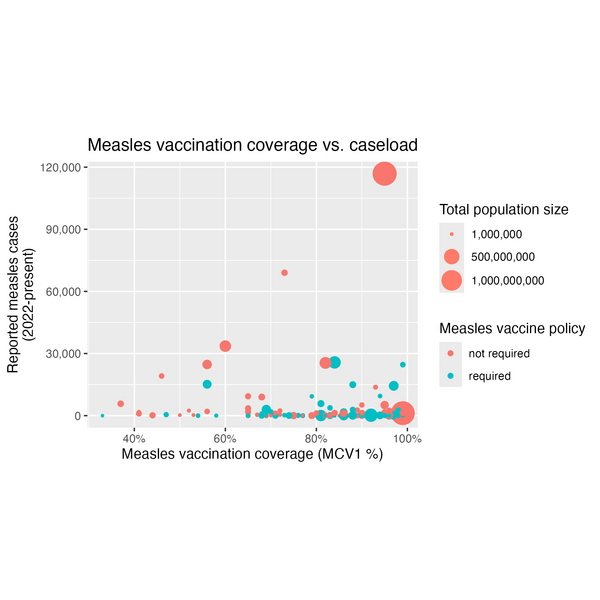 Measles vaccination coverage vs. caseload
120,000
90,000
60,000
30,000
0
Reported measles cases
(2022-present)
40%
60%
80%
100%
Measles vaccination coverage (MCV1 %)
Total population size
1,000,000
500,000,000
1,000,000,000
Measles vaccine policy
not required
required